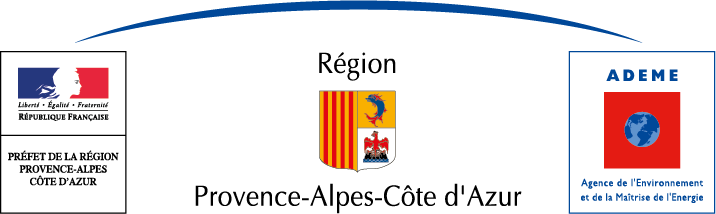 Liberté • Égalité • Fraternité
RÉPUBLIQUE FRANÇAISE
PRÉFET DE LA RÉGION
PROVENCE-ALPES
CÔTE D'AZUR
Région
Provence-Alpes-Côte d'Azur
ADEME
Agence de l'Environnement
et de la Maîtrise de l'Energie